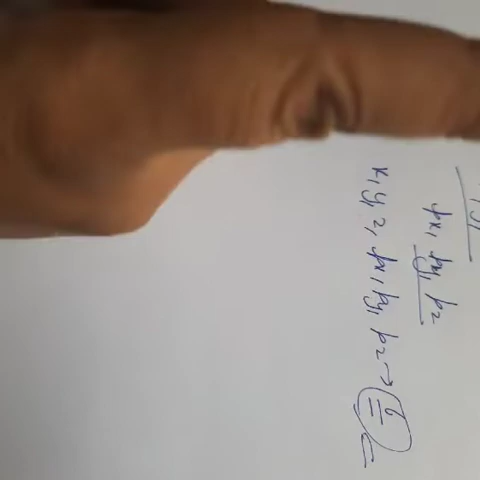 px, py, pz
x, y, z, px, py, pz → 6